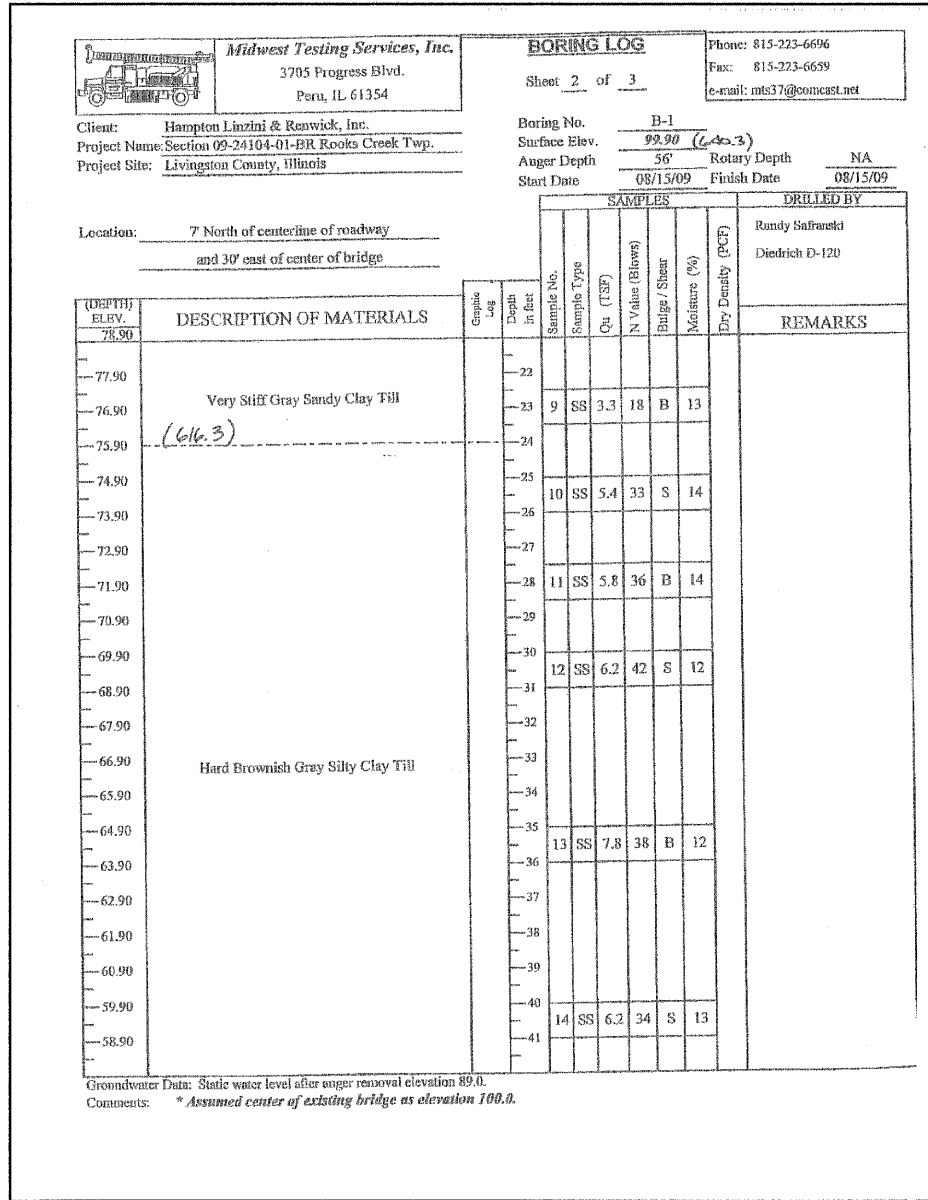 Midwest Testing Services, Inc.
3705 Progress Blvd.
Peru, IL 61354
BORING LOG
Sheet 2 of 3
Phone: 815-223-6696
Fax: 815-223-6659
e-mail: mts37@comcast.net
Client: Hampton Linzini & Renwick, Inc.
Project Name: Section 09-24104-01-BR Rooks Creek Twp.
Project Site: Livingston County, Illinois
Boring No. B-1
Surface Elev. 99.90 (640.3)
Auger Depth 56' Rotary Depth NA
Start Date 08/15/09 Finish Date 08/15/09
Location: 7' North of centerline of roadway
and 30' east of center of bridge
SAMPLES
DRILLED BY
Randy Safranski
Diedrich D-120
(DEPTH)
ELEV.
DESCRIPTION OF MATERIALS
Graphic Log
Depth in feet
Sample No.
Sample Type
Qu (TSF)
N Value (Blows)
Bulge / Shear
Moisture (%)
Dry Density (PCF)
REMARKS
78.90
77.90 22
Very Stiff Gray Sandy Clay Till
76.90 23 9 SS 3.3 18 B 13
(616.3)
75.90 24
74.90 25
10 SS 5.4 33 S 14
73.90 26
72.90 27
71.90 28 11 SS 5.8 36 B 14
70.90 29
69.90 30
12 SS 6.2 42 S 12
68.90 31
67.90 32
66.90 33
Hard Brownish Gray Silty Clay Till
65.90 34
64.90 35
13 SS 7.8 38 B 12
63.90 36
62.90 37
61.90 38
60.90 39
59.90 40
14 SS 6.2 34 S 13
58.90 41
Groundwater Data: Static water level after auger removal elevation 89.0.
Comments: * Assumed center of existing bridge as elevation 100.0.